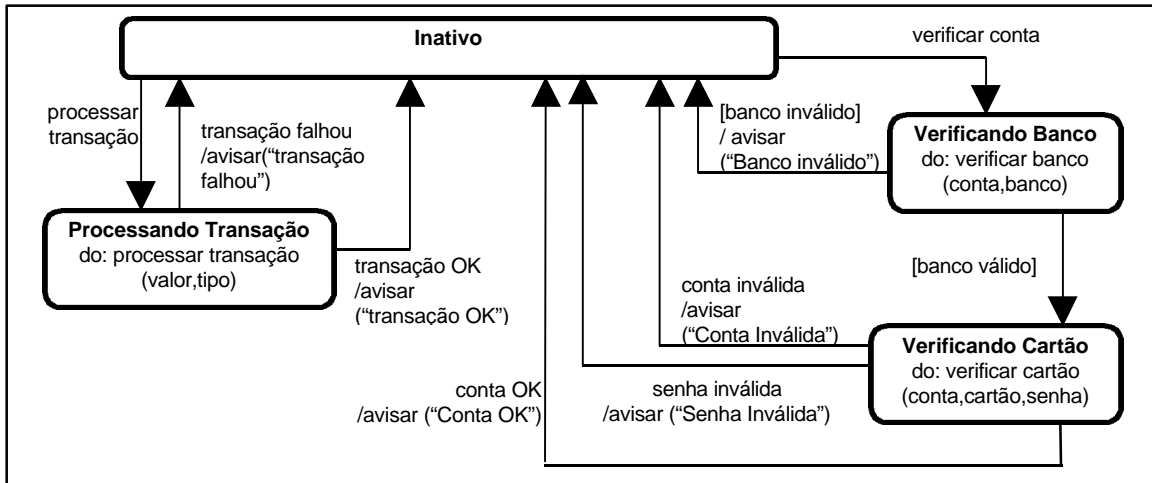 Inativo
verificar conta
processar
transação
transação falhou
/avisar(“transação
falhou”)
[banco inválido]
/ avisar
(“Banco inválido”)
Verificando Banco
do: verificar banco
(conta,banco)
Processando Transação
do: processar transação
(valor,tipo)
transação OK
/avisar
(“transação OK”)
[banco válido]
conta inválida
/avisar
(“Conta Inválida”)
Verificando Cartão
do: verificar cartão
(conta,cartão,senha)
conta OK
/avisar (“Conta OK”)
senha inválida
/avisar (“Senha Inválida”)